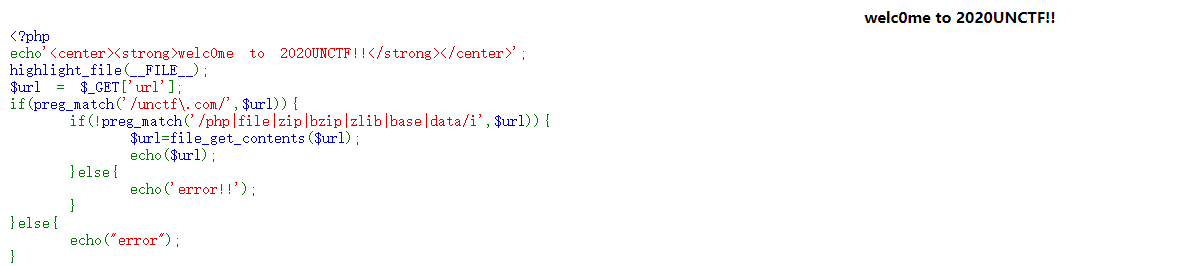 welc0me to 2020UNCTF!!
<?php
echo'<center><strong>welc0me to 2020UNCTF!!</strong></center>';
highlight_file(__FILE__);
$url = $_GET['url'];
if(preg_match('/unctf\.com/',$url)){
        if(!preg_match('/php|file|zip|bzip|zlib|base|data/i',$url)){
                $url=file_get_contents($url);
                echo($url);
        }else{
                echo('error!!');
        }
}else{
        echo("error");
}